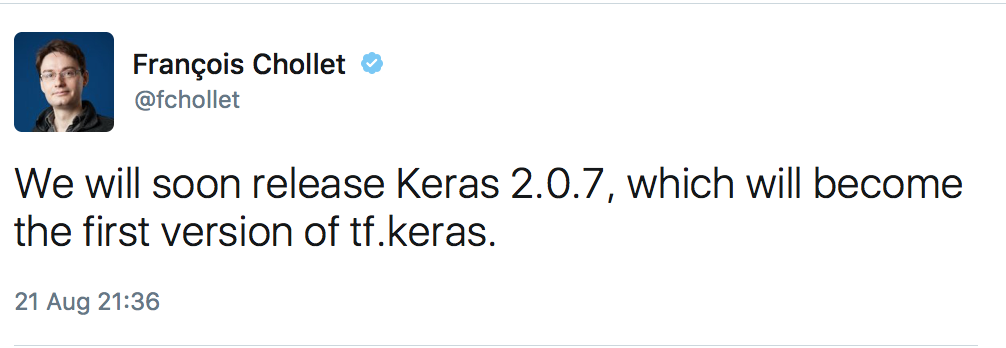 François Chollet
@fchollet
We will soon release Keras 2.0.7, which will become
the first version of tf.keras.
21 Aug 21:36